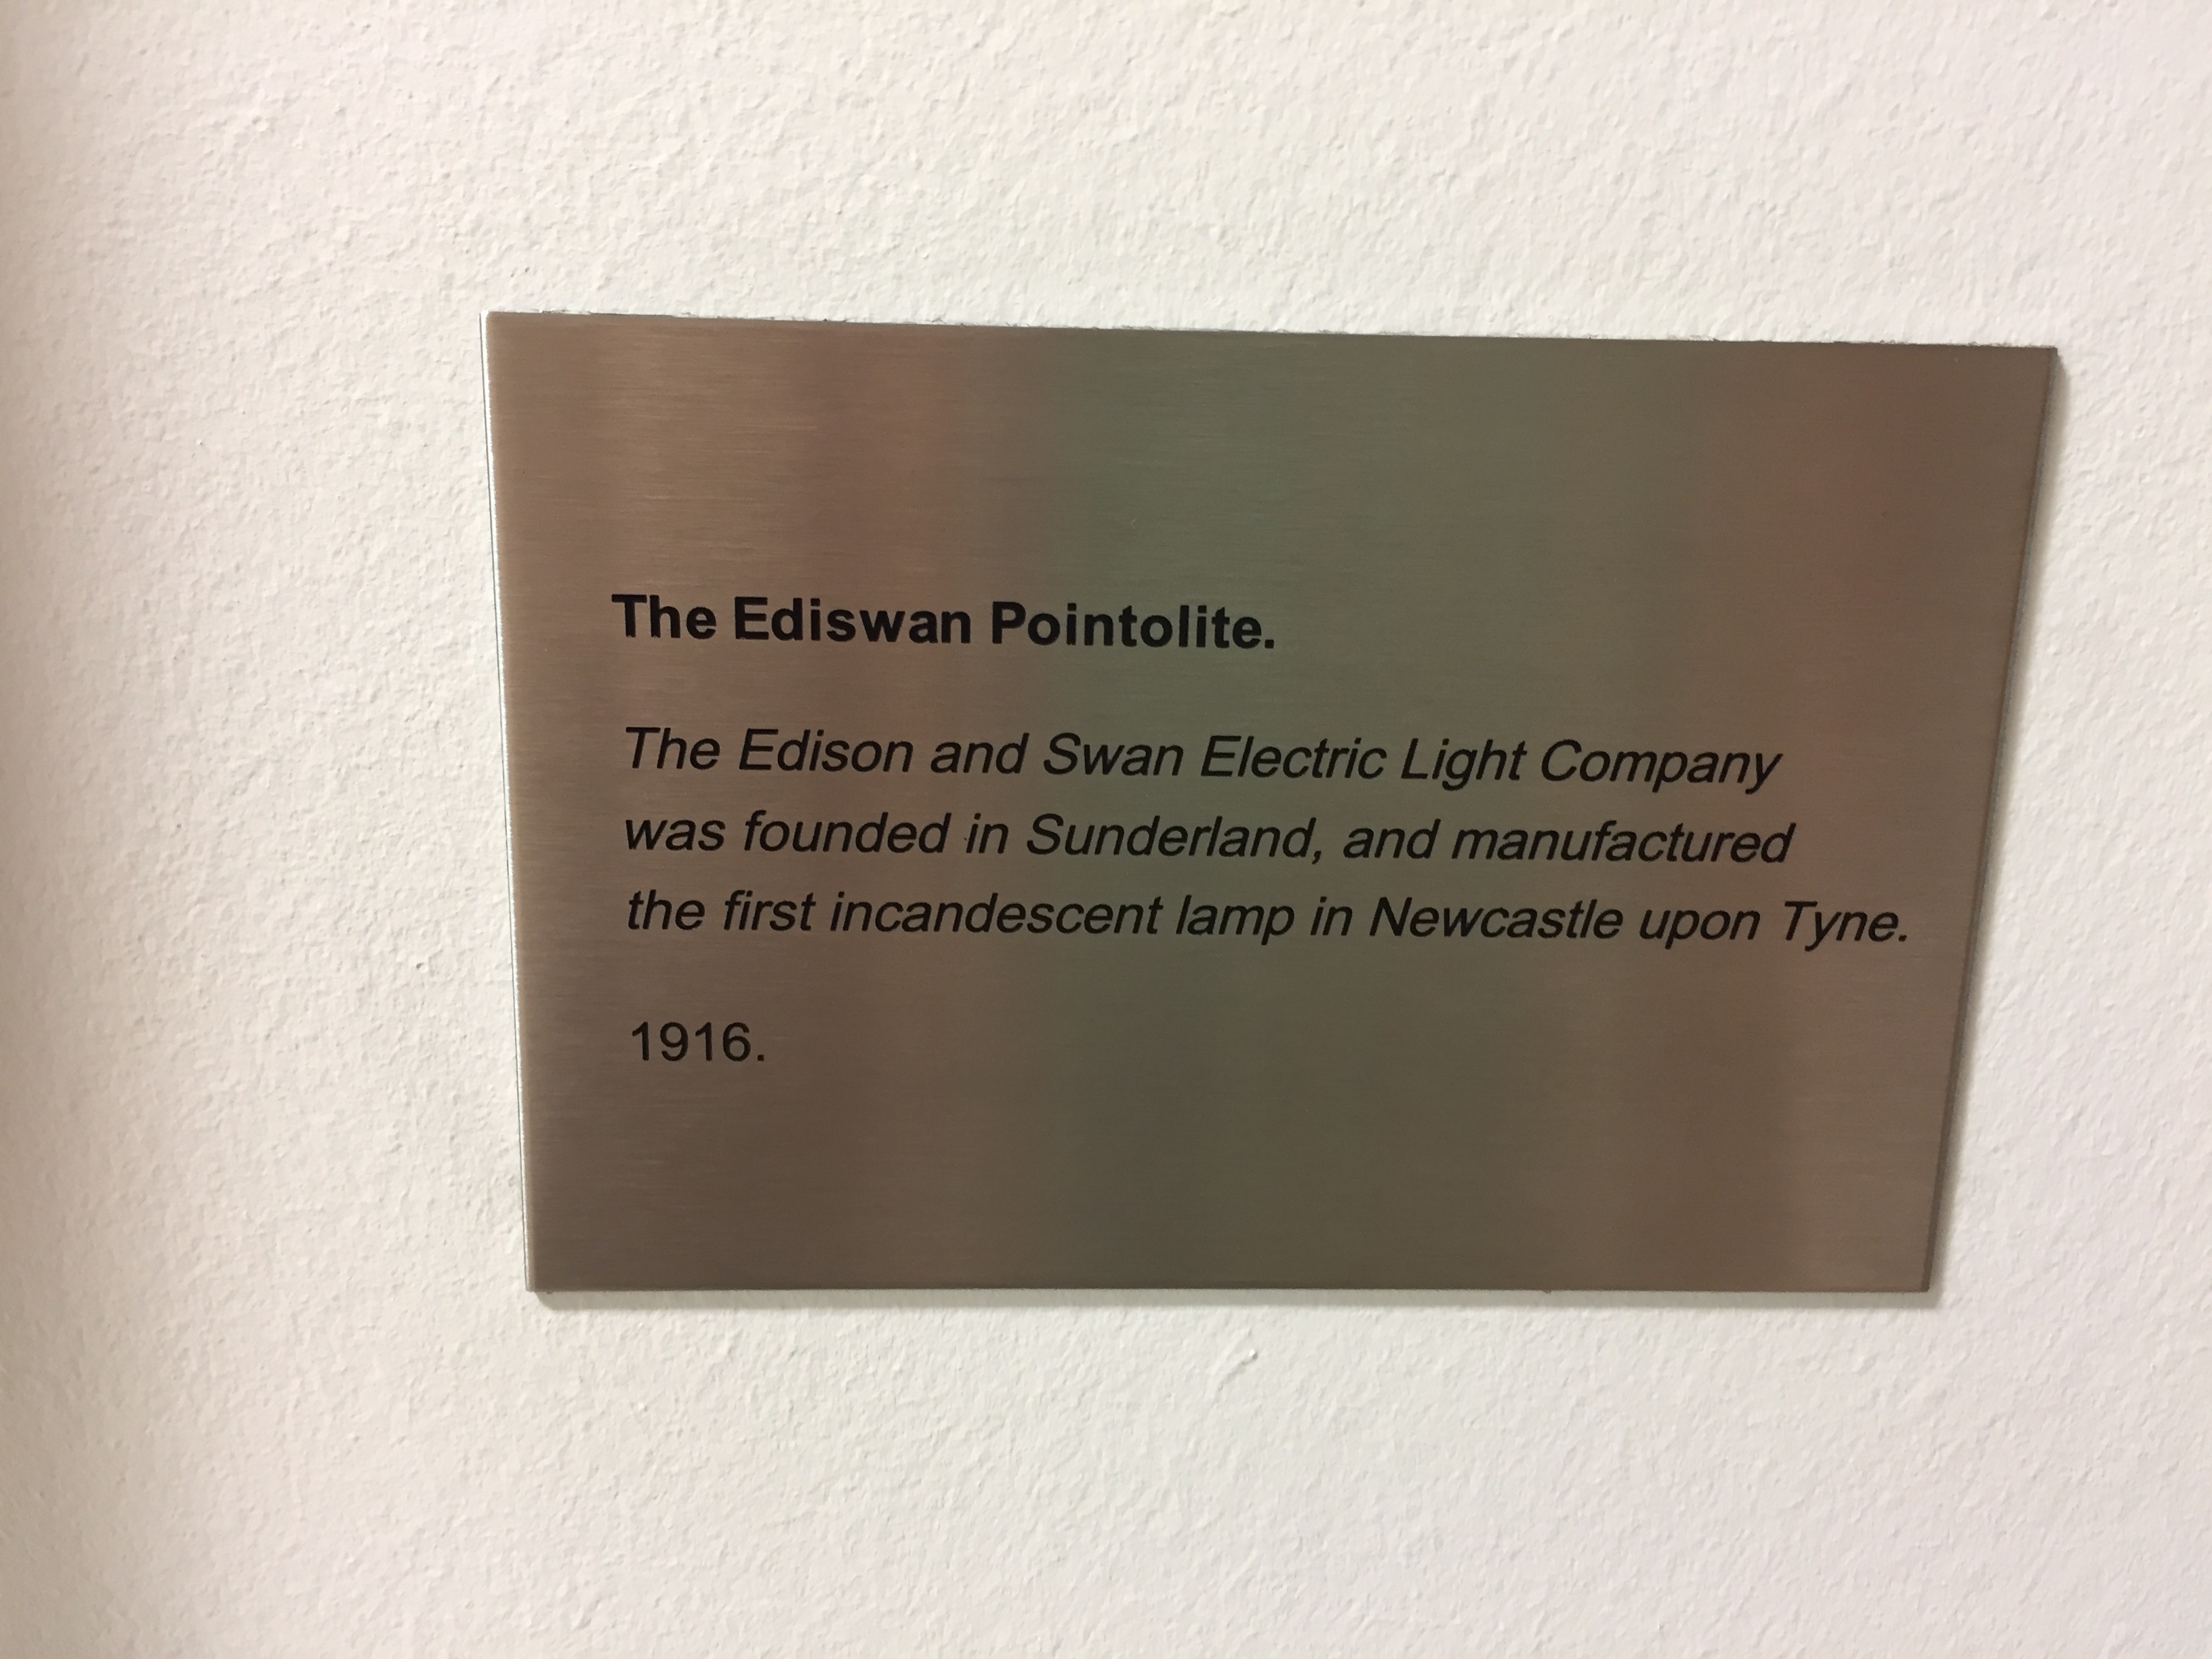 The Ediswan Pointolite.
The Edison and Swan Electric Light Company
was founded in Sunderland, and manufactured
the first incandescent lamp in Newcastle upon Tyne.
1916.